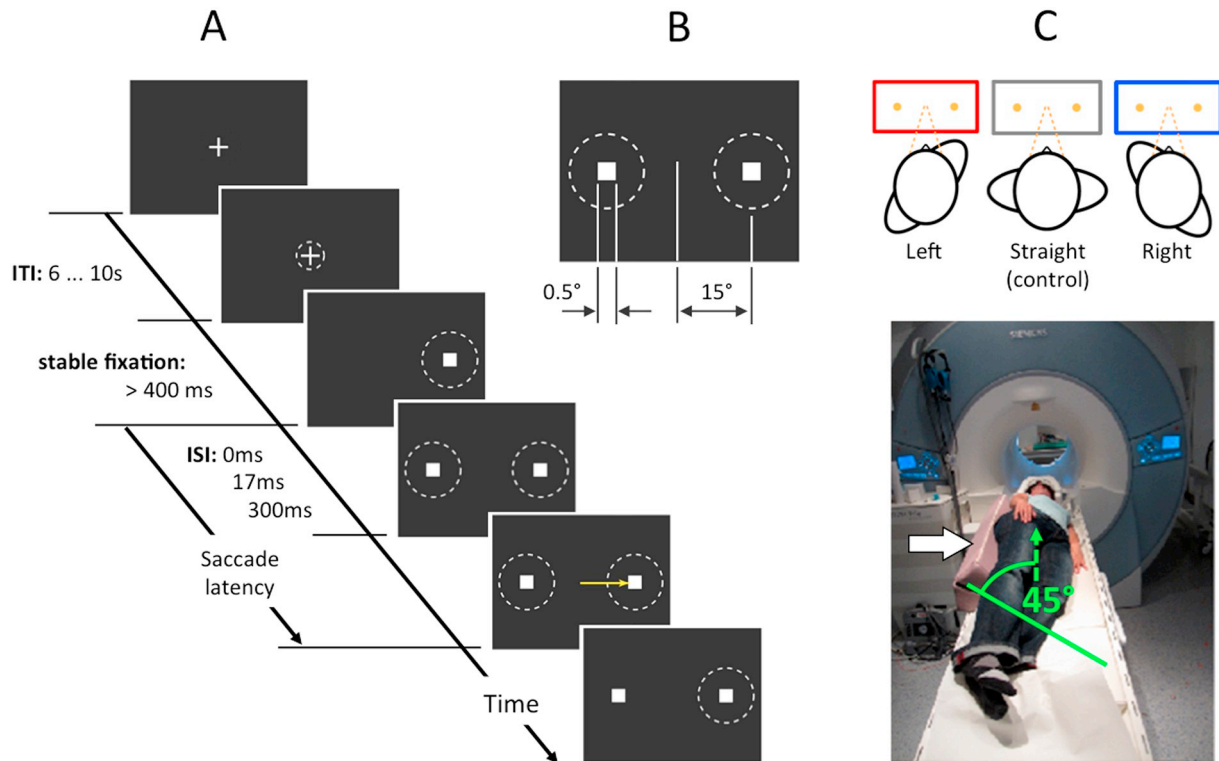 A
ITI: 6 ... 10s
stable fixation:
> 400 ms
ISI: 0ms
17ms
300ms
Saccade
latency
Time
B
0.5°
15°
C
Left
Straight
(control)
Right
SIEMENS
45°